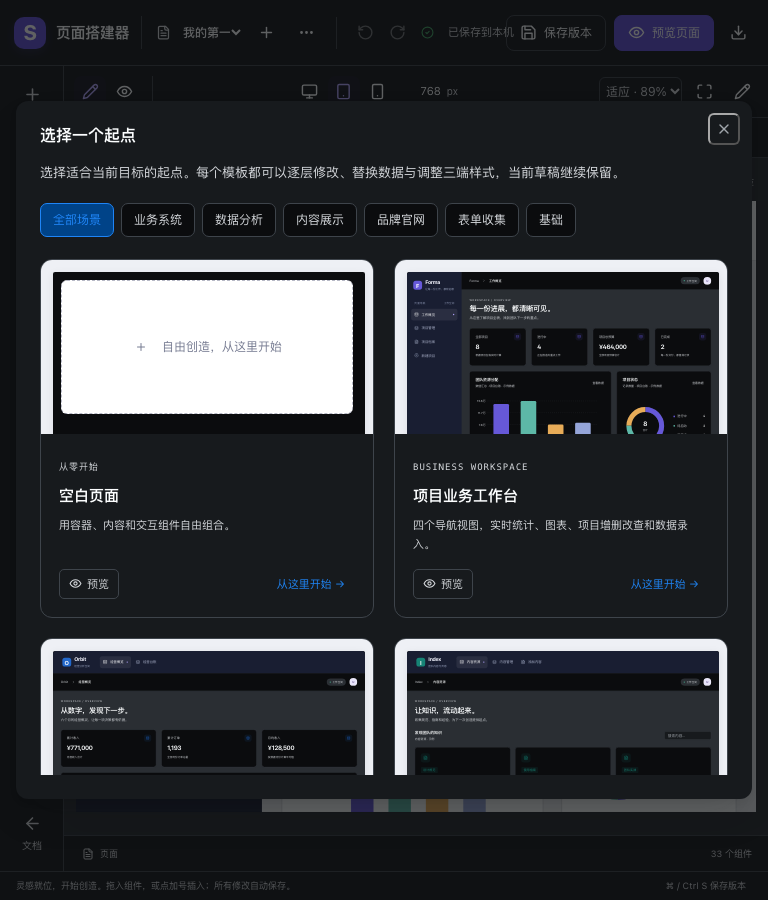 S 页面搭建器 我的第一 已保存到本机 保存版本 预览页面
768 px 适应 · 89%
选择一个起点
选择适合当前目标的起点。每个模板都可以逐层修改、替换数据与调整三端样式，当前草稿继续保留。
全部场景 业务系统 数据分析 内容展示 品牌官网 表单收集 基础
自由创造，从这里开始
从零开始
空白页面
用容器、内容和交互组件自由组合。
预览 从这里开始 →
Forma
工作概览
每一份进展，都清晰可见。
8 4 ¥464,000 2
8
BUSINESS WORKSPACE
项目业务工作台
四个导航视图，实时统计、图表、项目增删改查和数据录
入。
预览 从这里开始 →
Orbit
从数字，发现下一步。
¥771,000 1,193 ¥128,500
Index
让知识，流动起来。
文档
页面 33 个组件
灵感就位，开始创造。拖入组件，或点加号插入；所有修改自动保存。 ⌘ / Ctrl S 保存版本